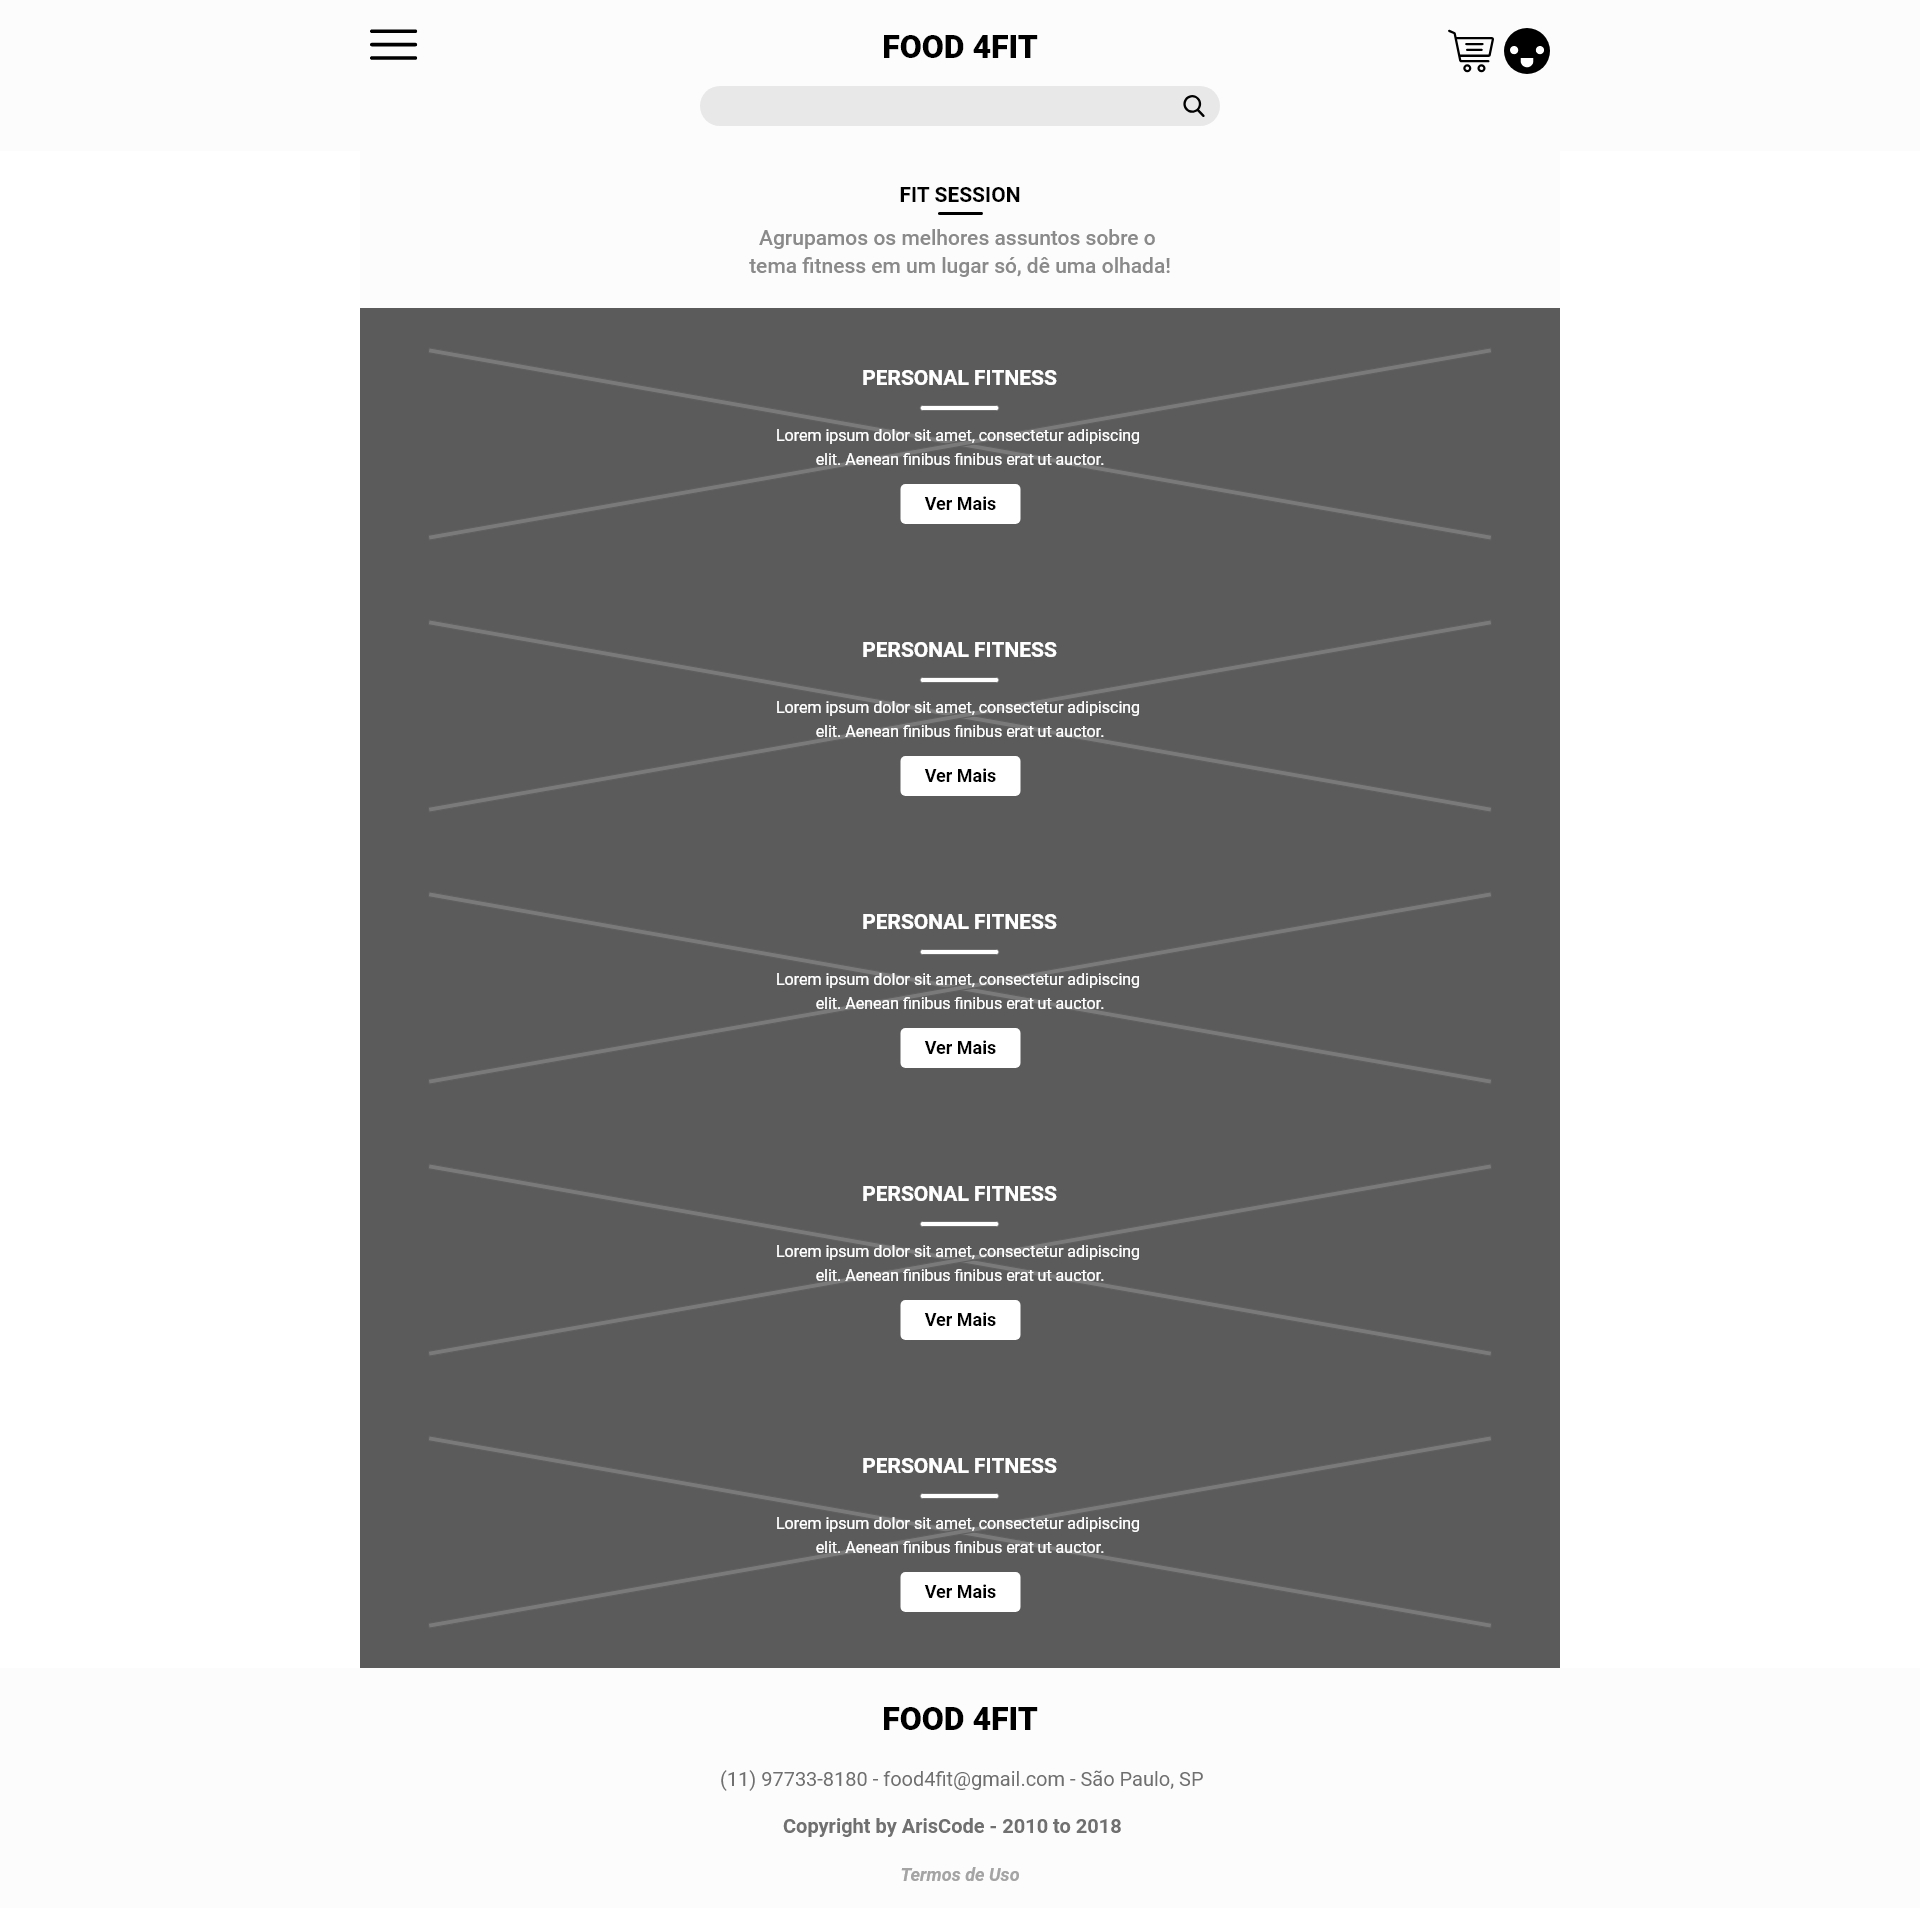 FOOD 4FIT
FIT SESSION
Agrupamos os melhores assuntos sobre o
tema fitness em um lugar só, dê uma olhada!
PERSONAL FITNESS
Lorem ipsum dolor sit amet, consectetur adipiscing
elit. Aenean finibus finibus erat ut auctor.
Ver Mais
PERSONAL FITNESS
Lorem ipsum dolor sit amet, consectetur adipiscing
elit. Aenean finibus finibus erat ut auctor.
Ver Mais
PERSONAL FITNESS
Lorem ipsum dolor sit amet, consectetur adipiscing
elit. Aenean finibus finibus erat ut auctor.
Ver Mais
PERSONAL FITNESS
Lorem ipsum dolor sit amet, consectetur adipiscing
elit. Aenean finibus finibus erat ut auctor.
Ver Mais
PERSONAL FITNESS
Lorem ipsum dolor sit amet, consectetur adipiscing
elit. Aenean finibus finibus erat ut auctor.
Ver Mais
FOOD 4FIT
(11) 97733-8180 - food4fit@gmail.com - São Paulo, SP
Copyright by ArisCode - 2010 to 2018
Termos de Uso